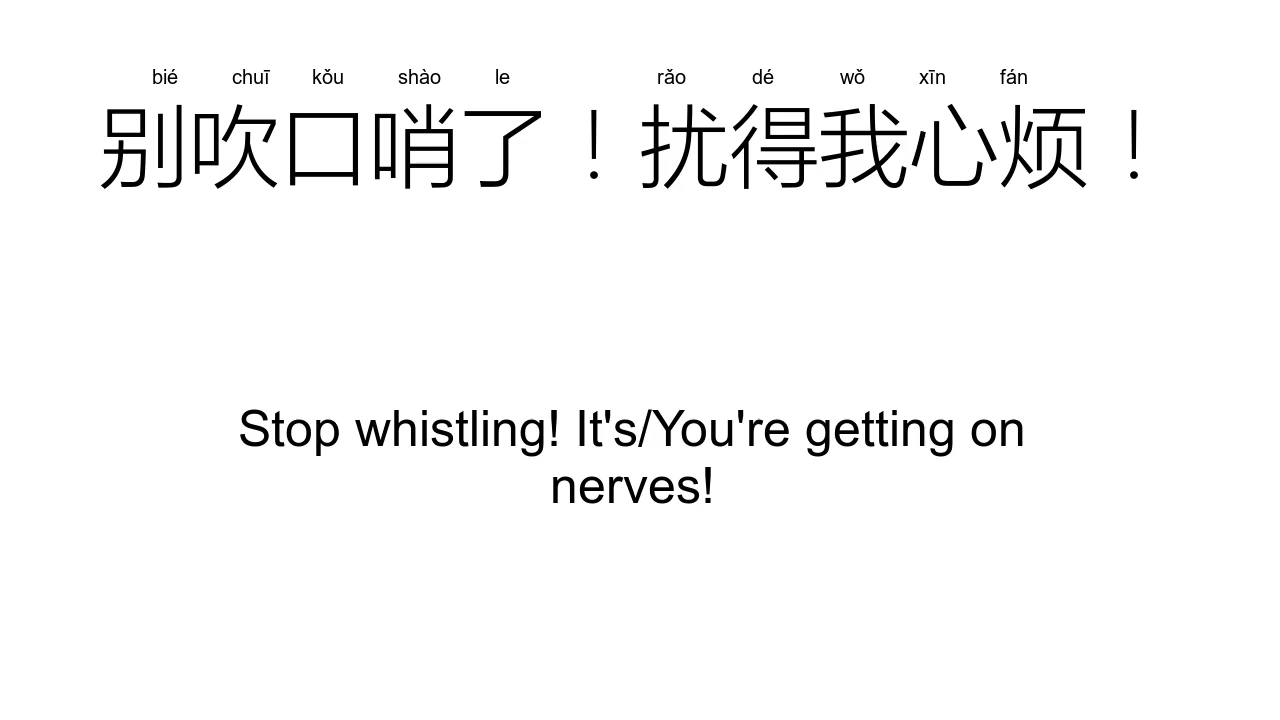 bié chuī kǒu shào le rǎo dé wǒ xīn fán
别吹口哨了！扰得我心烦！
Stop whistling! It's/You're getting on
nerves!